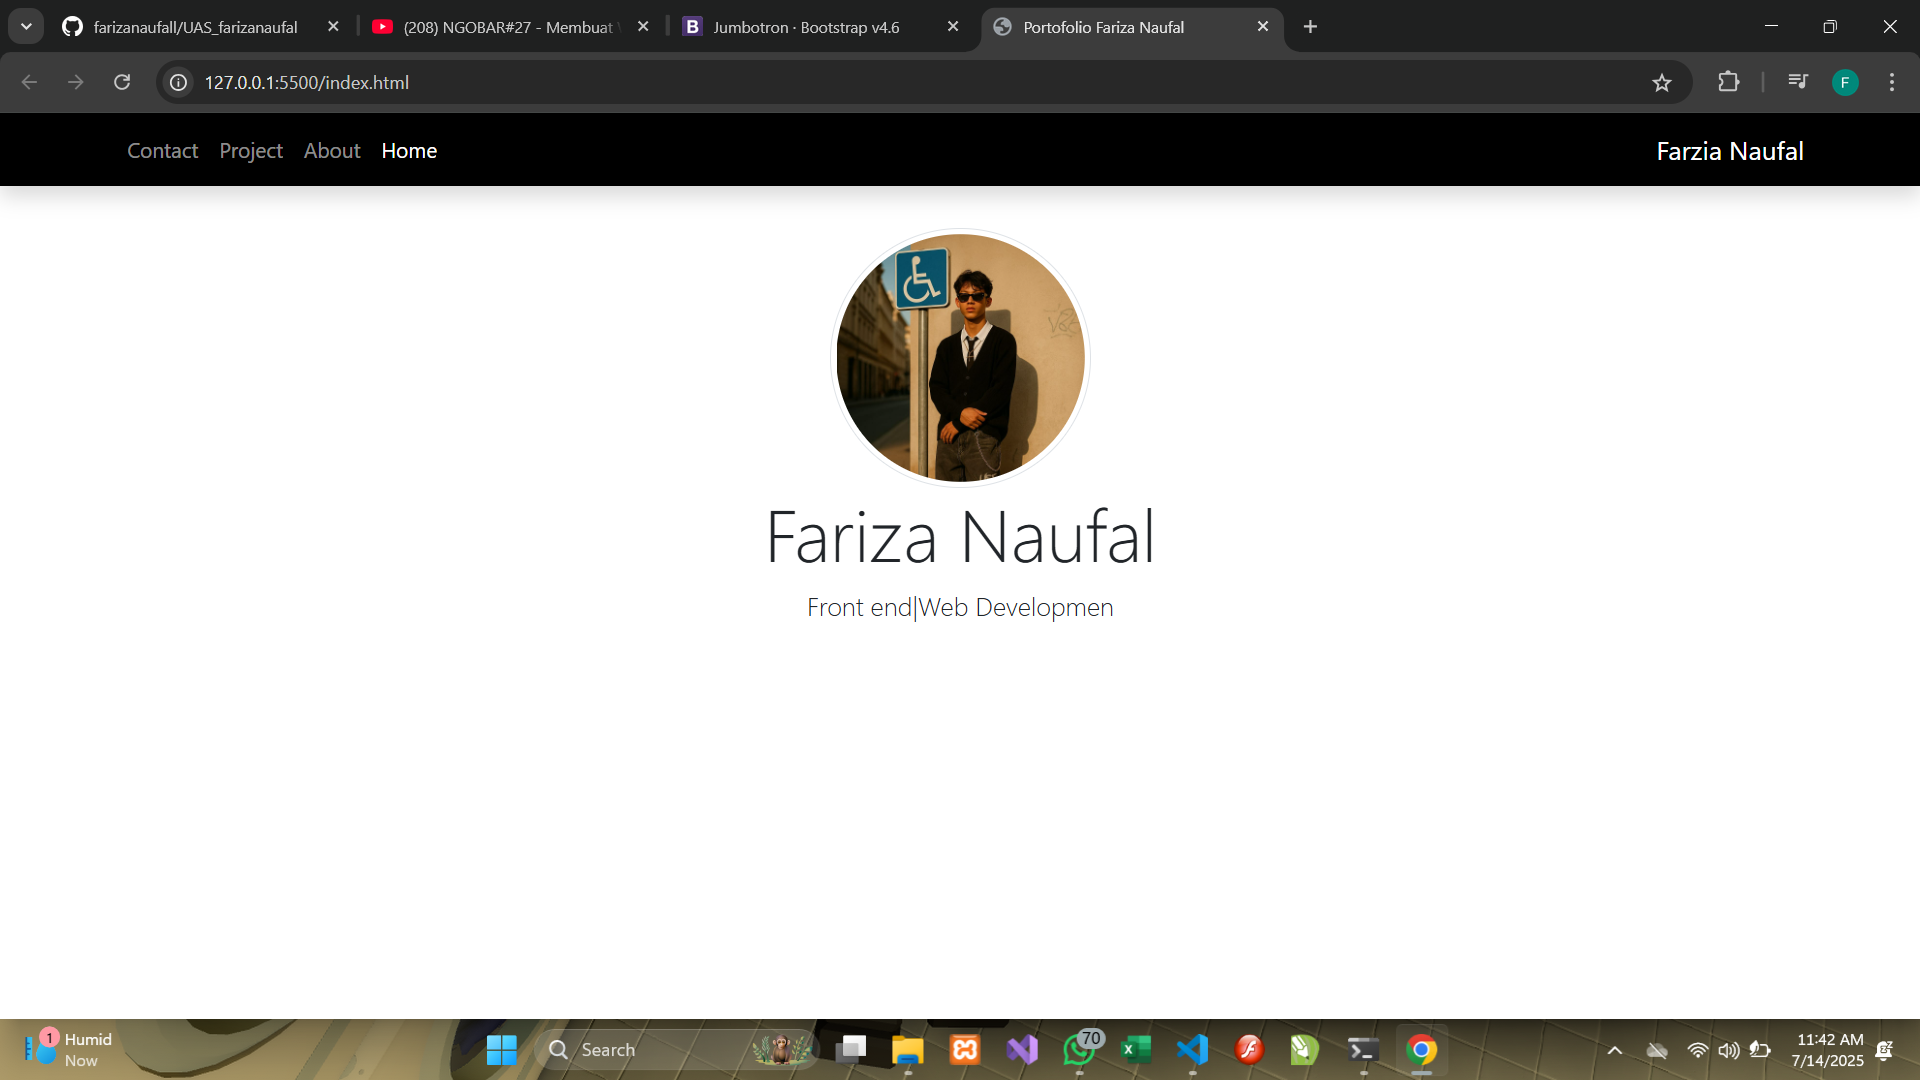 farizanaufall/UAS_farizanaufal
(208) NGOBAR#27 - Membuat
Jumbotron · Bootstrap v4.6
Portofolio Fariza Naufal
127.0.0.1:5500/index.html
F
Contact Project About Home
Farzia Naufal
Fariza Naufal
Front end|Web Developmen
1
Humid
Now
Search
70
11:42 AM
7/14/2025